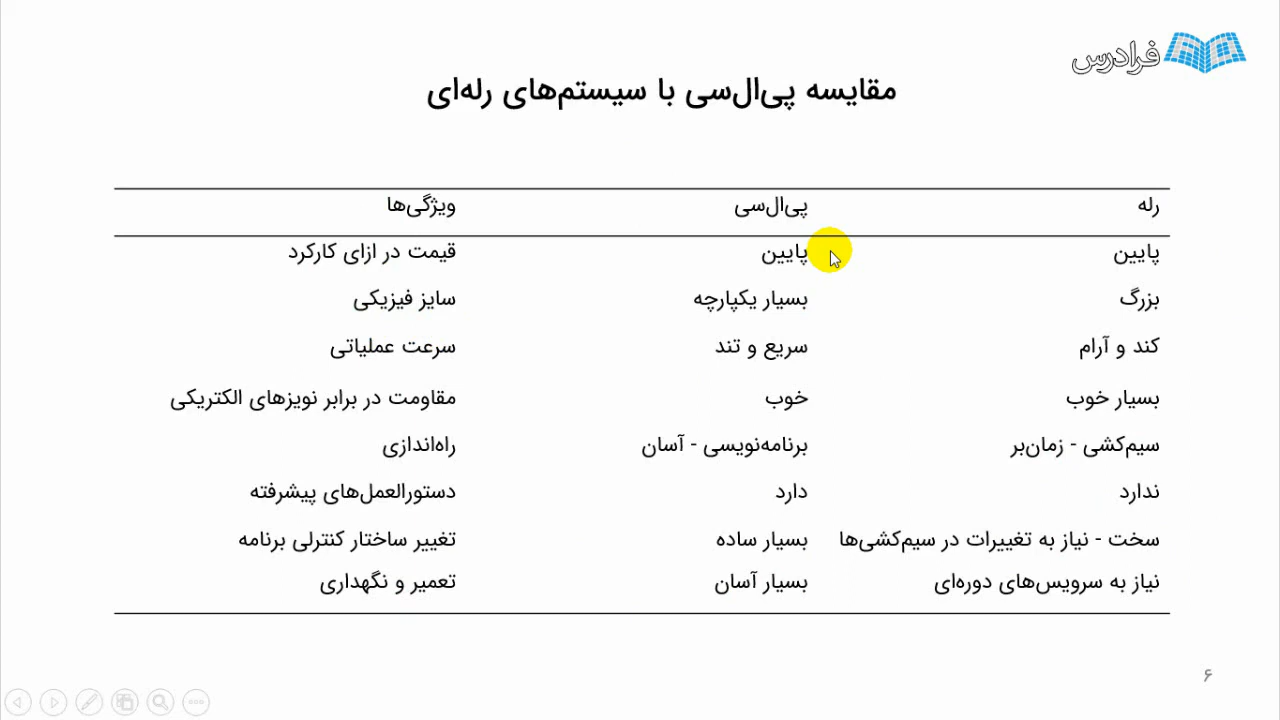 فرادرس
مقایسه پی‌ال‌سی با سیستم‌های رله‌ای
رله پی‌ال‌سی ویژگی‌ها
پایین پایین قیمت در ازای کارکرد
بزرگ بسیار یکپارچه سایز فیزیکی
کند و آرام سریع و تند سرعت عملیاتی
بسیار خوب خوب مقاومت در برابر نویزهای الکتریکی
سیم‌کشی - زمان‌بر برنامه‌نویسی - آسان راه‌اندازی
ندارد دارد دستورالعمل‌های پیشرفته
سخت - نیاز به تغییرات در سیم‌کشی‌ها بسیار ساده تغییر ساختار کنترلی برنامه
نیاز به سرویس‌های دوره‌ای بسیار آسان تعمیر و نگهداری
۶